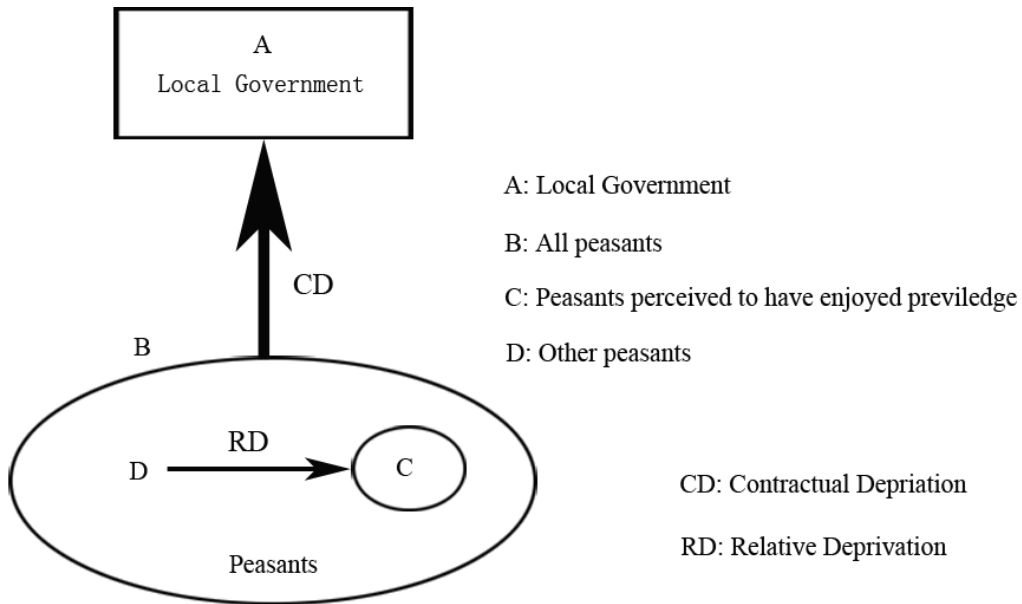 A
Local Government
A: Local Government
B: All peasants
CD
C: Peasants perceived to have enjoyed previledge
B
D: Other peasants
RD
D
C
CD: Contractual Depriation
RD: Relative Deprivation
Peasants